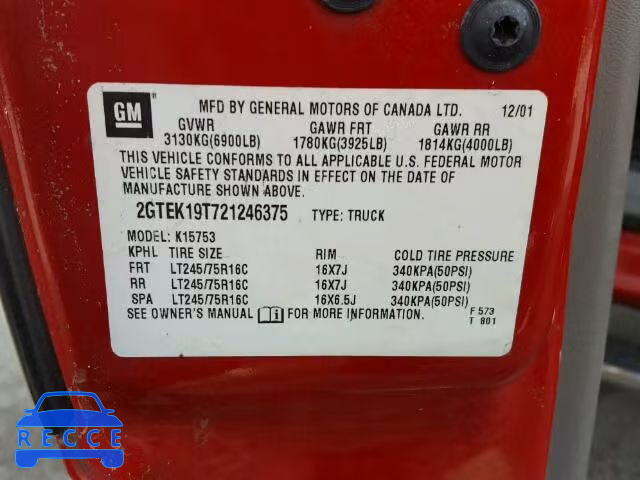 GM
®
MFD BY GENERAL MOTORS OF CANADA LTD. 12/01
GVWR GAWR FRT GAWR RR
3130KG(6900LB) 1780KG(3925LB) 1814KG(4000LB)
THIS VEHICLE CONFORMS TO ALL APPLICABLE U.S. FEDERAL MOTOR
VEHICLE SAFETY STANDARDS IN EFFECT ON THE DATE OF
MANUFACTURE SHOWN ABOVE.
2GTEK19T721246375 TYPE: TRUCK
MODEL: K15753
KPHL TIRE SIZE RIM COLD TIRE PRESSURE
FRT LT245/75R16C 16X7J 340KPA(50PSI)
RR LT245/75R16C 16X7J 340KPA(50PSI)
SPA LT245/75R16C 16X6.5J 340KPA(50PSI)
SEE OWNER'S MANUAL FOR MORE INFORMATION.
F 573
T 801
RECCE